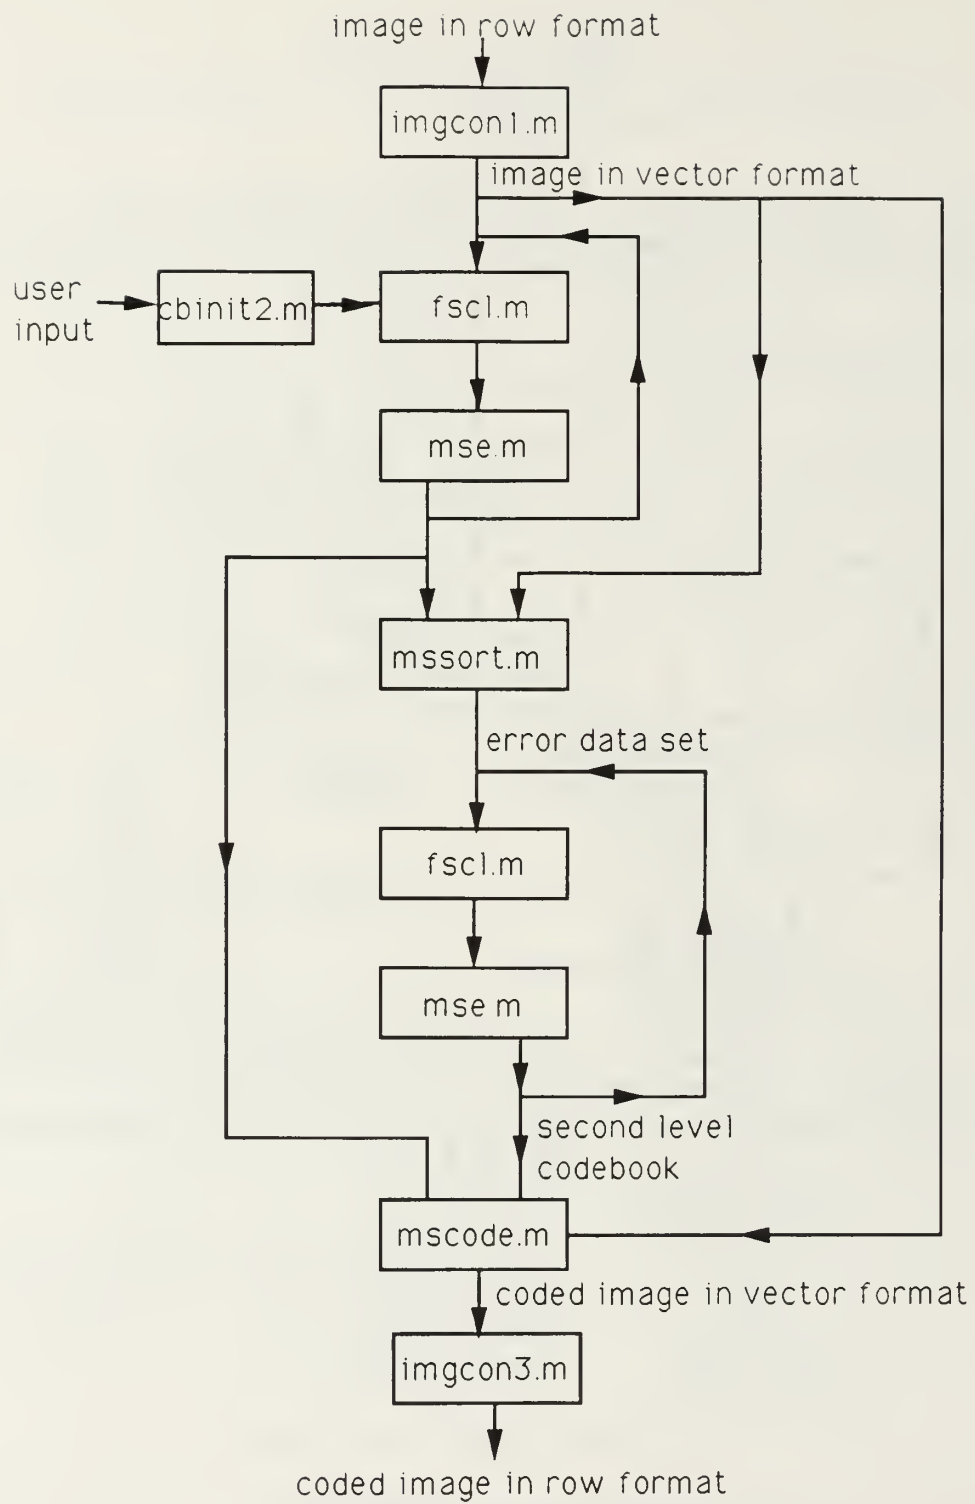 image in row format
imgcon1.m
image in vector format
user
input
cbinit2.m
fscl.m
mse.m
mssort.m
error data set
fscl.m
mse m
second level
codebook
mscode.m
coded image in vector format
imgcon3.m
coded image in row format